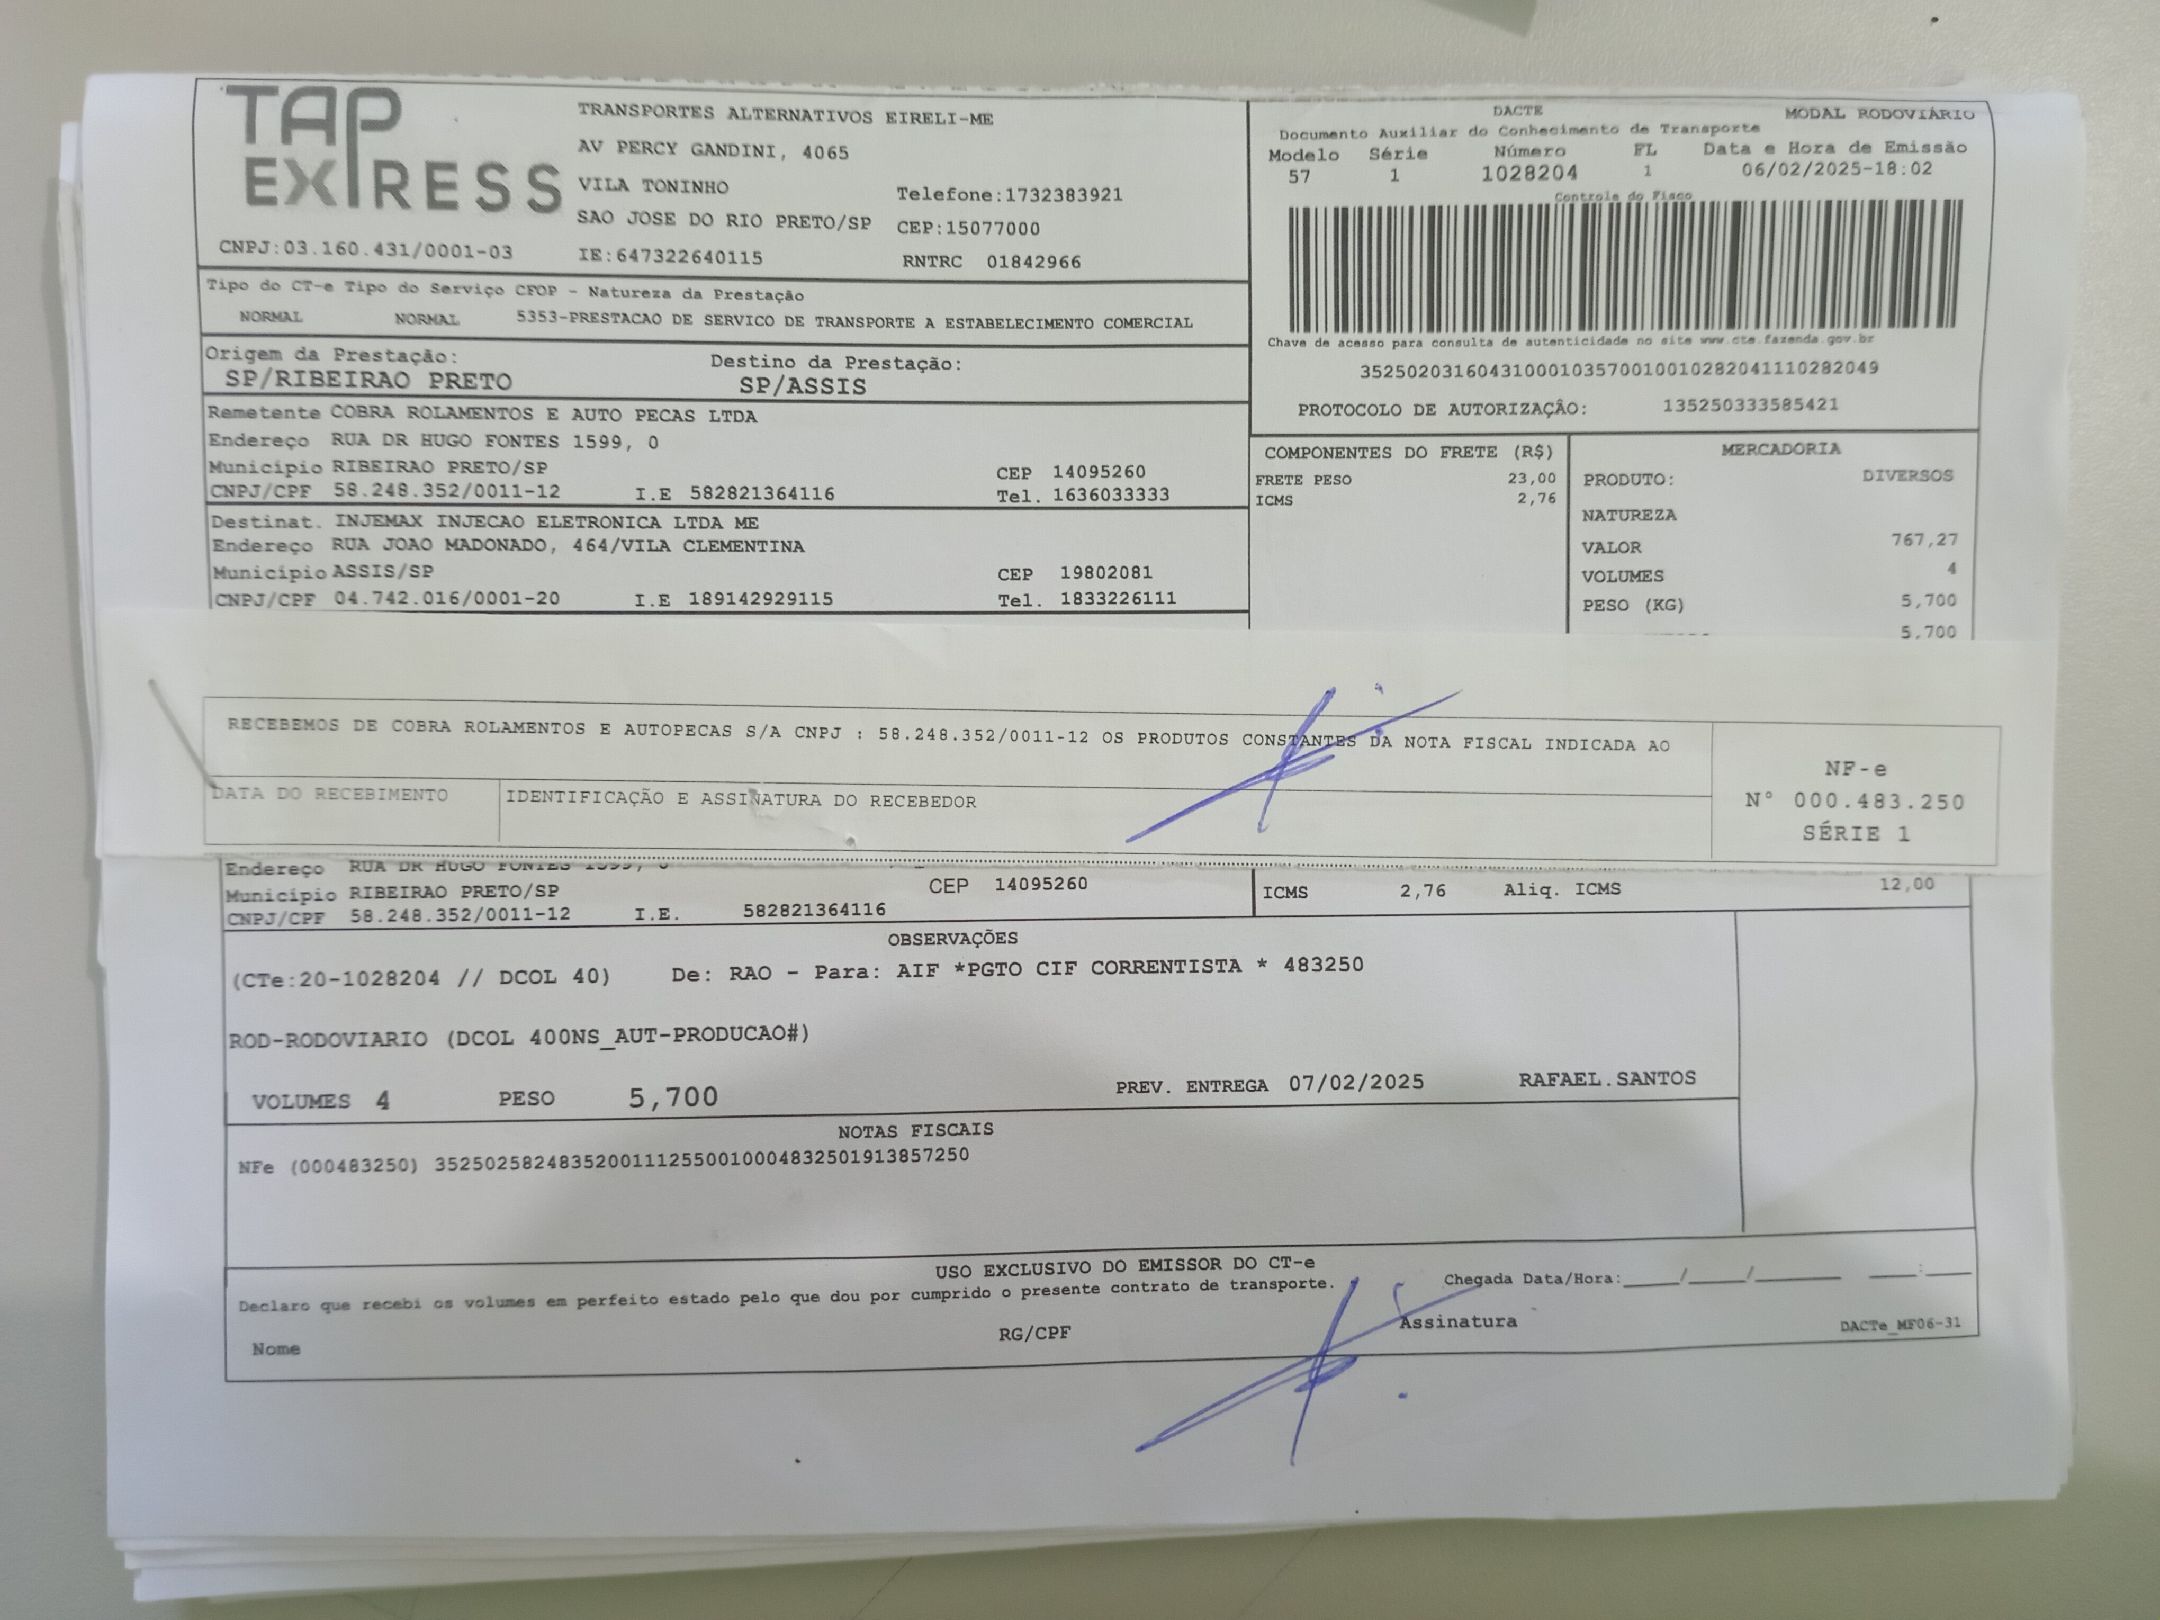 TAP EXPRESS
TRANSPORTES ALTERNATIVOS EIRELI-ME
AV PERCY GANDINI, 4065
VILA TONINHO Telefone:1732383921
SAO JOSE DO RIO PRETO/SP CEP:15077000
CNPJ:03.160.431/0001-03 IE:647322640115 RNTRC 01842966
DACTE MODAL RODOVIÁRIO
Documento Auxiliar do Conhecimento de Transporte
Modelo Série Número FL Data e Hora de Emissão
57 1 1028204 1 06/02/2025-18:02
Controle do Fisco
Chave de acesso para consulta de autenticidade no site www.cte.fazenda.gov.br
35250203160431000103570010010282041110282049
PROTOCOLO DE AUTORIZAÇÂO: 135250333585421
Tipo do CT-e Tipo do Serviço CFOP - Natureza da Prestação
NORMAL NORMAL 5353-PRESTACAO DE SERVICO DE TRANSPORTE A ESTABELECIMENTO COMERCIAL
Origem da Prestação: Destino da Prestação:
SP/RIBEIRAO PRETO SP/ASSIS
Remetente COBRA ROLAMENTOS E AUTO PECAS LTDA
Endereço RUA DR HUGO FONTES 1599, 0
Município RIBEIRAO PRETO/SP CEP 14095260
CNPJ/CPF 58.248.352/0011-12 I.E 582821364116 Tel. 1636033333
Destinat. INJEMAX INJECAO ELETRONICA LTDA ME
Endereço RUA JOAO MADONADO, 464/VILA CLEMENTINA
Município ASSIS/SP CEP 19802081
CNPJ/CPF 04.742.016/0001-20 I.E 189142929115 Tel. 1833226111
COMPONENTES DO FRETE (R$)
FRETE PESO 23,00
ICMS 2,76
MERCADORIA
PRODUTO: DIVERSOS
NATUREZA
VALOR 767,27
VOLUMES 4
PESO (KG) 5,700
5,700
RECEBEMOS DE COBRA ROLAMENTOS E AUTOPECAS S/A CNPJ : 58.248.352/0011-12 OS PRODUTOS CONSTANTES DA NOTA FISCAL INDICADA AO
DATA DO RECEBIMENTO IDENTIFICAÇÃO E ASSINATURA DO RECEBEDOR
NF-e
N° 000.483.250
SÉRIE 1
Endereço RUA DR HUGO FONTES 1599, 0
Município RIBEIRAO PRETO/SP CEP 14095260
CNPJ/CPF 58.248.352/0011-12 I.E. 582821364116
ICMS 2,76 Aliq. ICMS 12,00
OBSERVAÇÕES
(CTe:20-1028204 // DCOL 40) De: RAO - Para: AIF *PGTO CIF CORRENTISTA * 483250
ROD-RODOVIARIO (DCOL 400NS_AUT-PRODUCAO#)
VOLUMES 4 PESO 5,700 PREV. ENTREGA 07/02/2025 RAFAEL.SANTOS
NOTAS FISCAIS
NFe (000483250) 35250258248352001112550010004832501913857250
USO EXCLUSIVO DO EMISSOR DO CT-e
Declaro que recebi os volumes em perfeito estado pelo que dou por cumprido o presente contrato de transporte.
Chegada Data/Hora:____/____/______ ___:___
Nome RG/CPF Assinatura DACTe_MF06-31